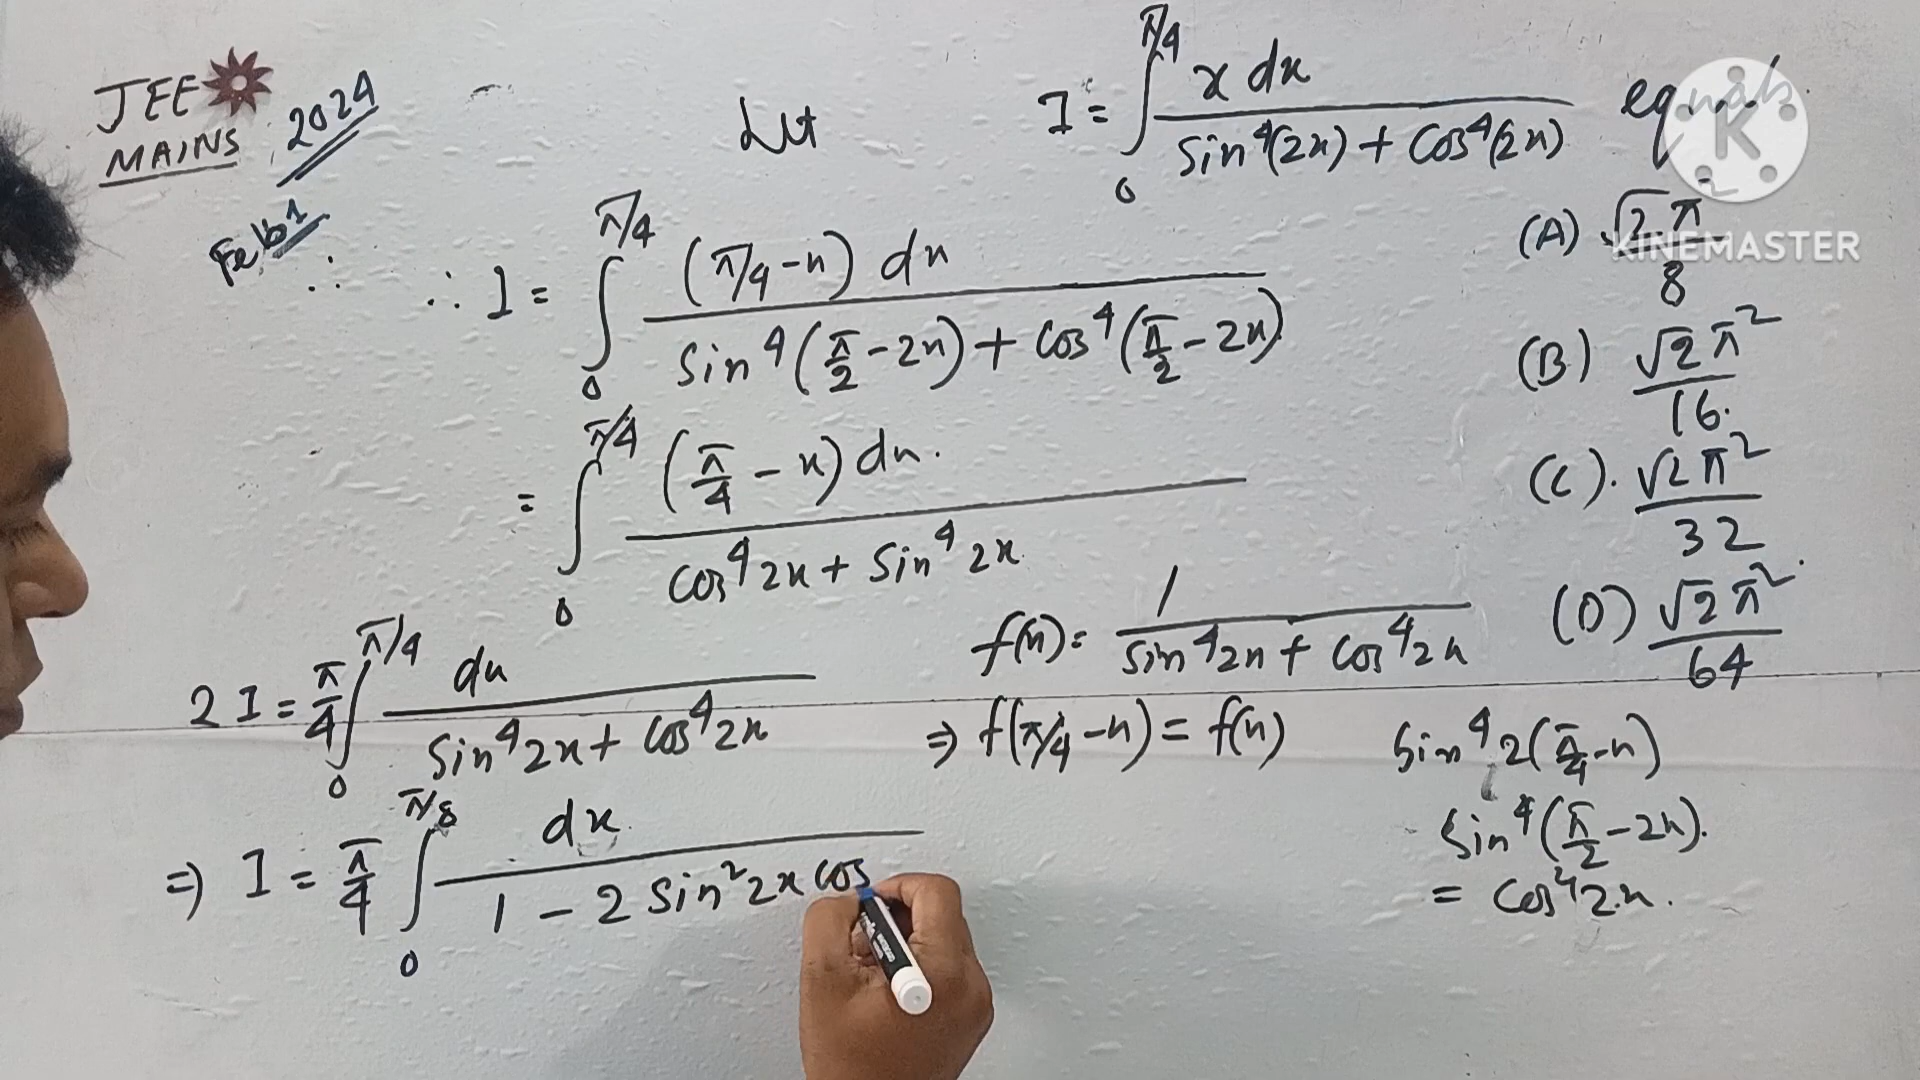 JEE
MAINS
2024
Feb 1
Let I = ∫₀^π/4 x dx / (sin⁴(2x) + cos⁴(2x))
K
KINEMASTER
(A) √2 π² / 8
(B) √2 π² / 16.
(C). √2 π² / 32
(D) √2 π² / 64
∴ ∴ I = ∫₀^π/4 (π/4 - x) dx / (sin⁴(π/2 - 2x) + cos⁴(π/2 - 2x))
= ∫₀^π/4 (π/4 - x) dx. / (cos⁴2x + sin⁴2x)
2I = π/4 ∫₀^π/4 dx / (sin⁴2x + cos⁴2x)
f(x) = 1 / (sin⁴2x + cos⁴2x)
⇒ f(π/4 - x) = f(x)
sin⁴2(π/4 - x)
sin⁴(π/2 - 2x).
= cos⁴2x.
⇒ I = π/4 ∫₀^π/8 dx / (1 - 2 sin²2x cos